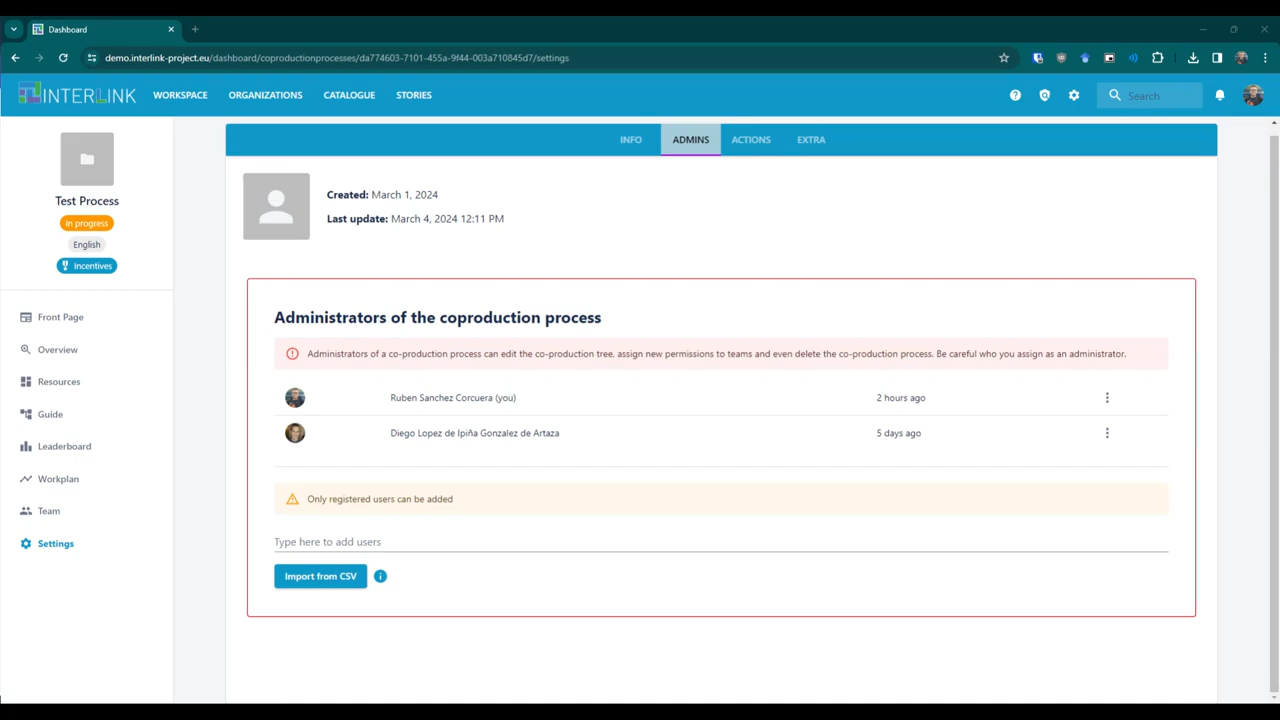 Dashboard
demo.interlink-project.eu/dashboard/coproductionprocesses/da774603-7101-455a-9f44-003a710845d7/settings
INTERLINK WORKSPACE ORGANIZATIONS CATALOGUE STORIES Search
INFO ADMINS ACTIONS EXTRA
Test Process
In progress
English
Incentives
Front Page
Overview
Resources
Guide
Leaderboard
Workplan
Team
Settings
Created: March 1, 2024
Last update: March 4, 2024 12:11 PM
Administrators of the coproduction process
Administrators of a co-production process can edit the co-production tree, assign new permissions to teams and even delete the co-production process. Be careful who you assign as an administrator.
Ruben Sanchez Corcuera (you) 2 hours ago
Diego Lopez de Ipiña Gonzalez de Artaza 5 days ago
Only registered users can be added
Type here to add users
Import from CSV